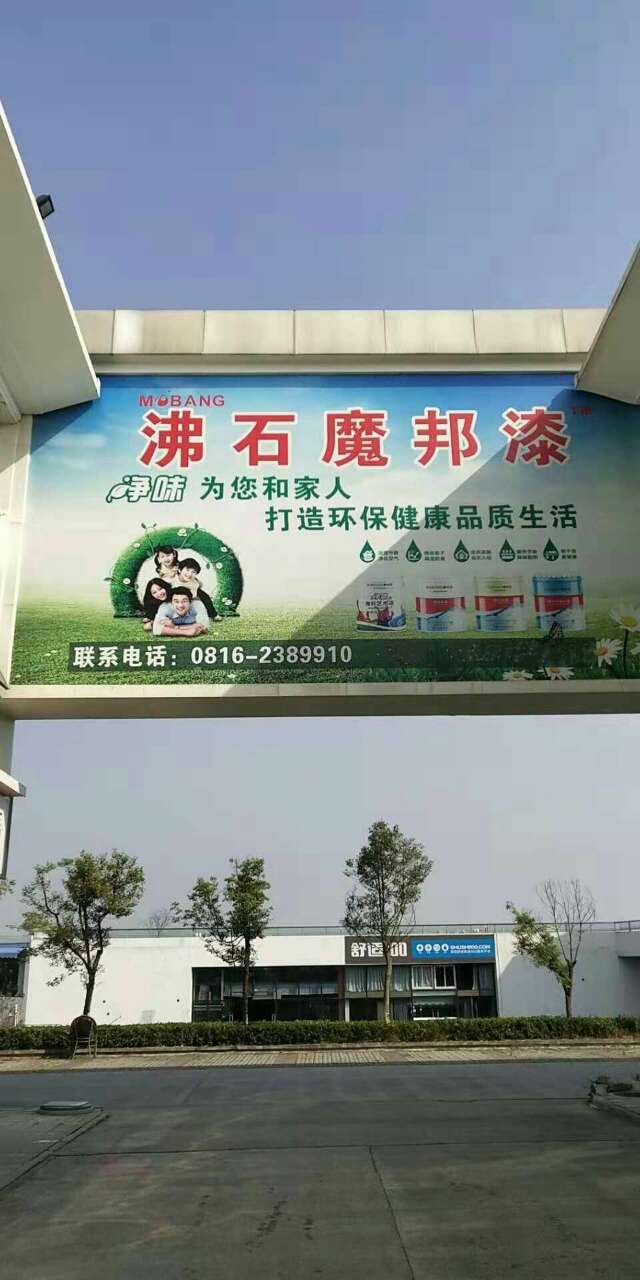 MOBANG
沸石魔邦漆
净味 为您和家人
打造环保健康品质生活
联系电话：0816-2389910
舒适100